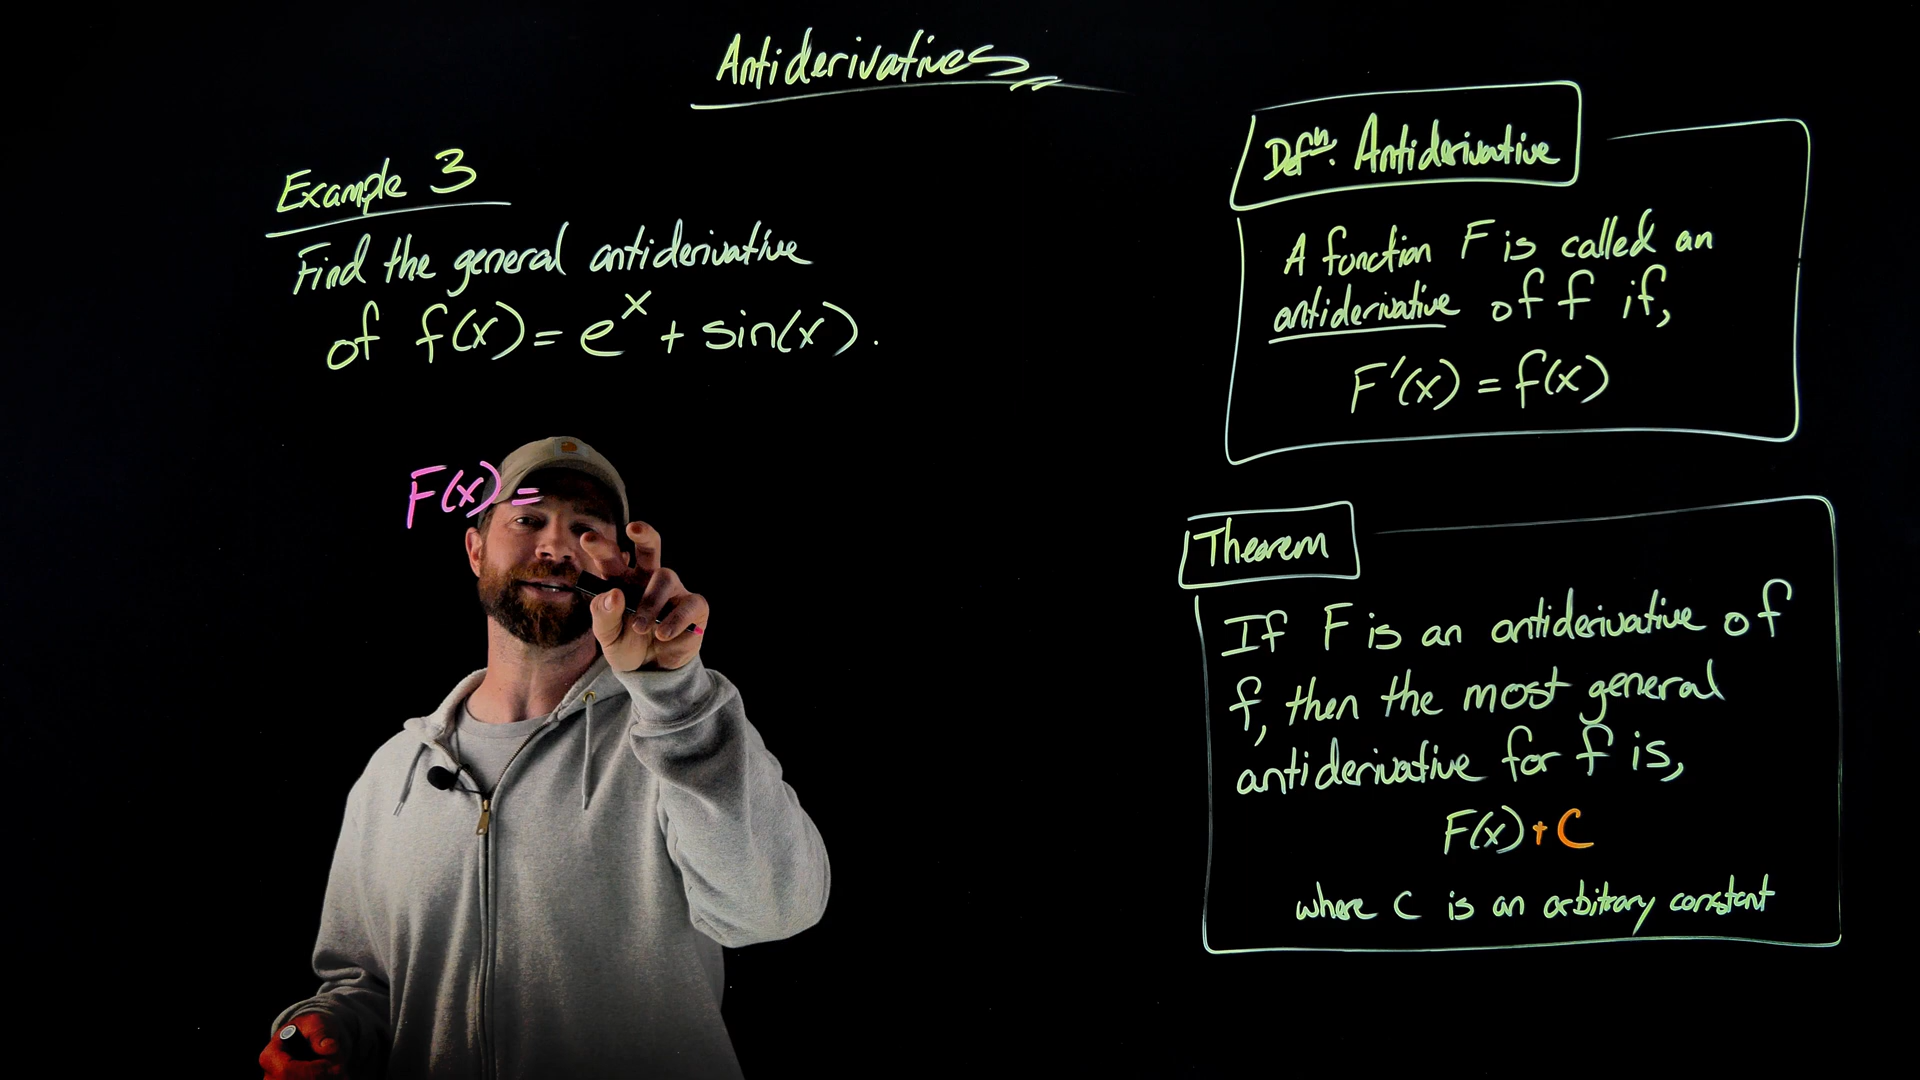 Antiderivatives
Example 3
Find the general antiderivative
of f(x) = e^x + sin(x).
F(x) =
Defⁿ: Antiderivative
A function F is called an
antiderivative of f if,
F'(x) = f(x)
Theorem
If F is an antiderivative of
f, then the most general
antiderivative for f is,
F(x) + C
where C is an arbitrary constant